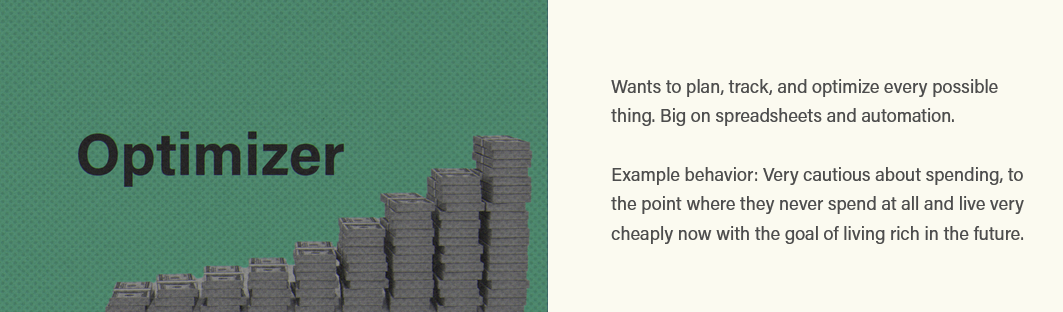 Optimizer
Wants to plan, track, and optimize every possible
thing. Big on spreadsheets and automation.
Example behavior: Very cautious about spending, to
the point where they never spend at all and live very
cheaply now with the goal of living rich in the future.